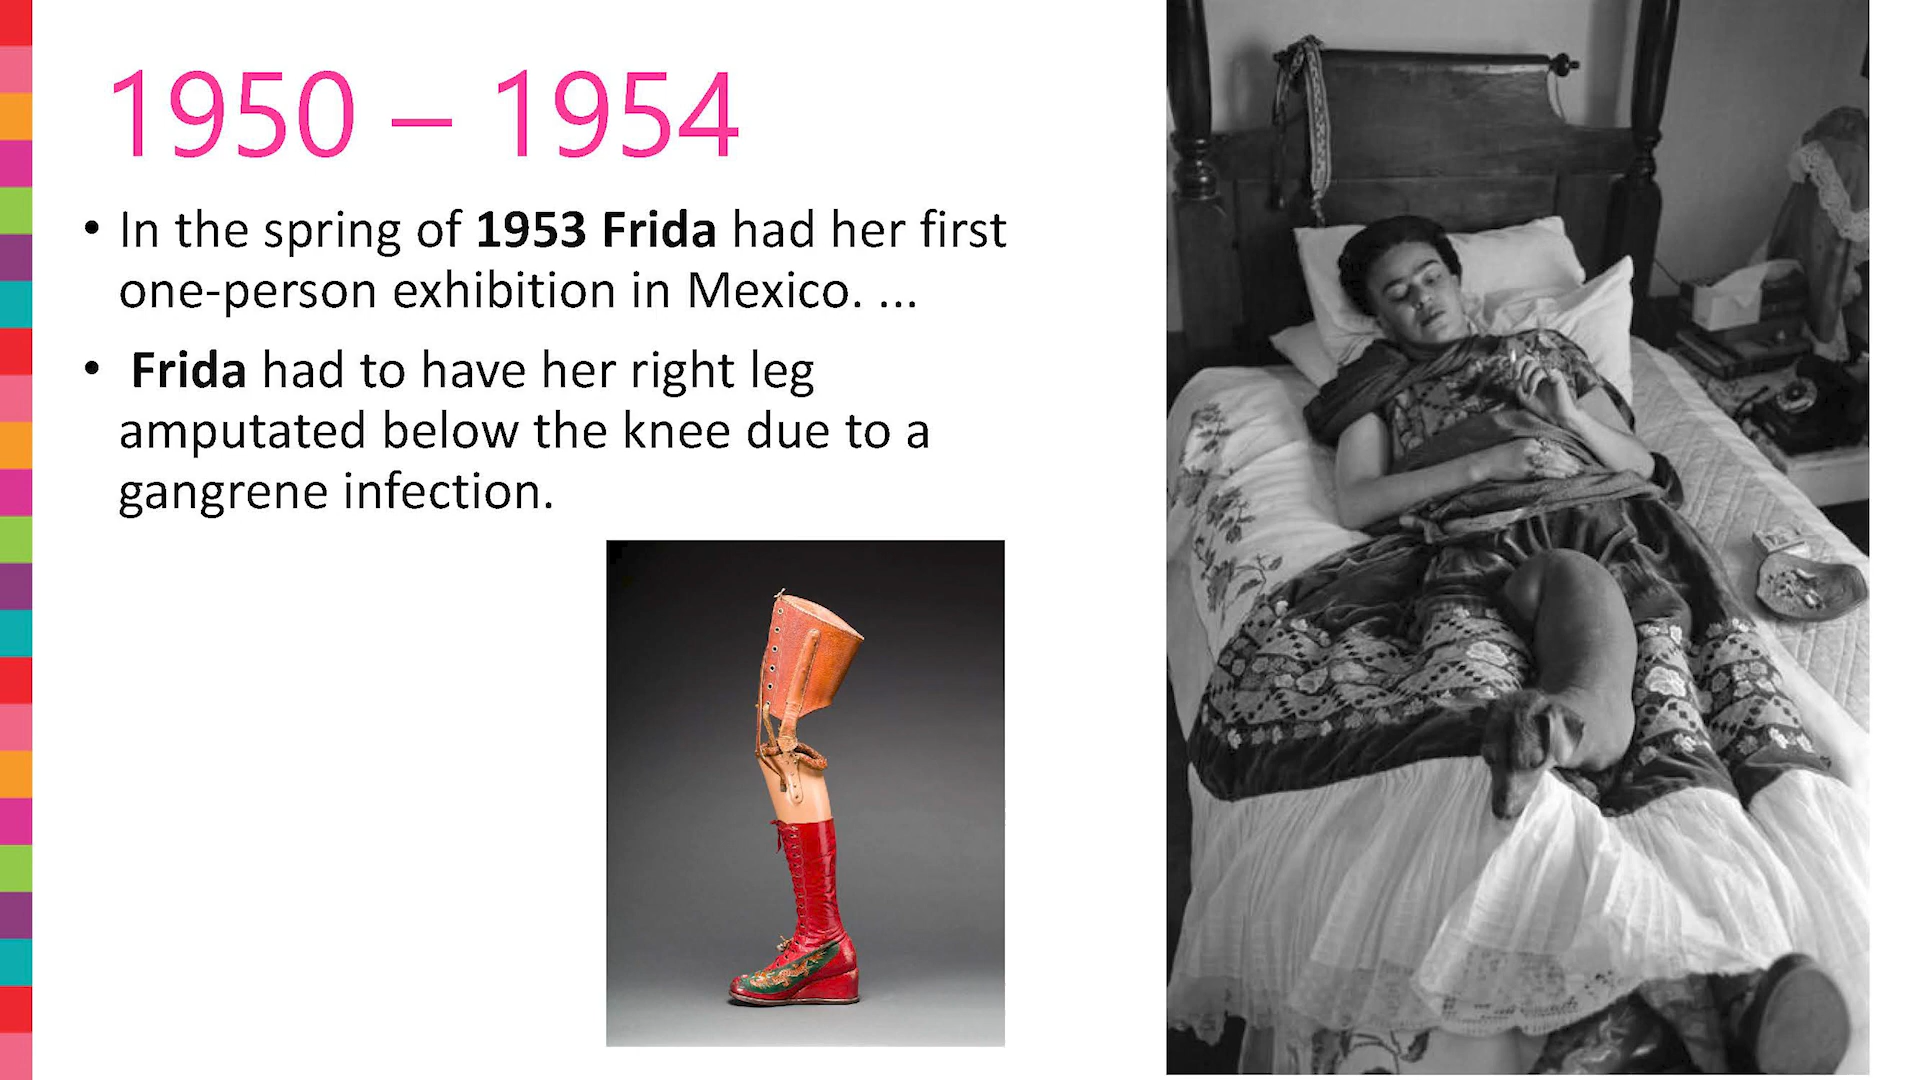 1950 – 1954
• In the spring of 1953 Frida had her first
one-person exhibition in Mexico. ...
• Frida had to have her right leg
amputated below the knee due to a
gangrene infection.